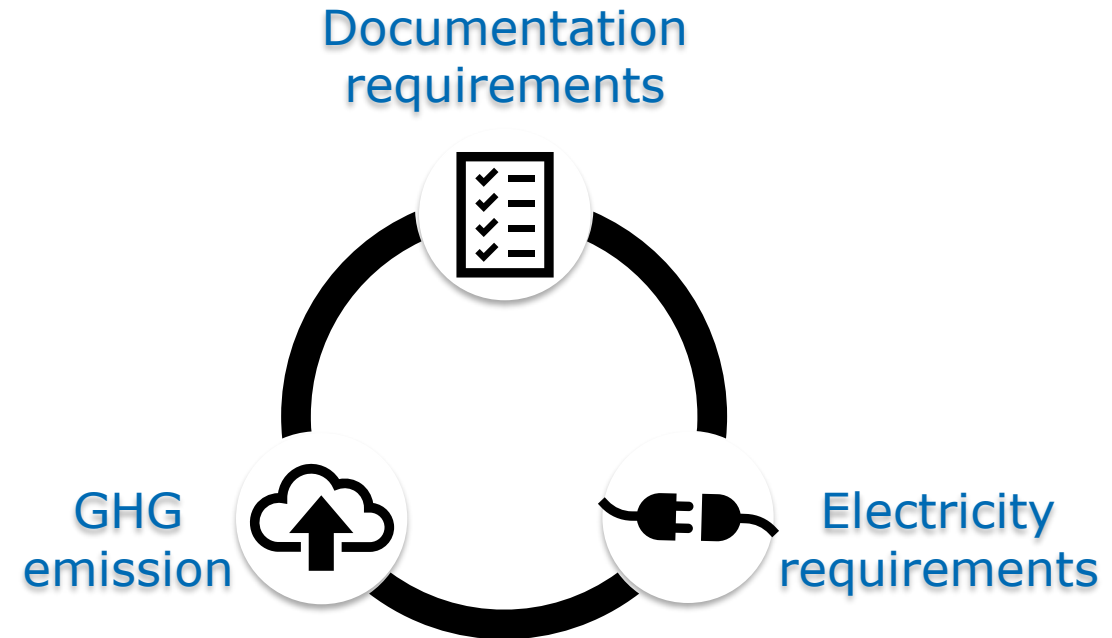 Documentation
requirements
GHG
emission
Electricity
requirements